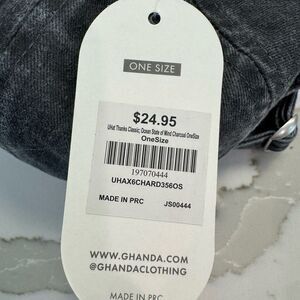 ONE SIZE
$24.95
Uhat Thanks Classic; Ocean State of Mind Charcoal OneSize
OneSize
197070444
UHAX6CHARD356OS
MADE IN PRC JS00444
WWW.GHANDA.COM
@GHANDACLOTHING
MADE IN PRC